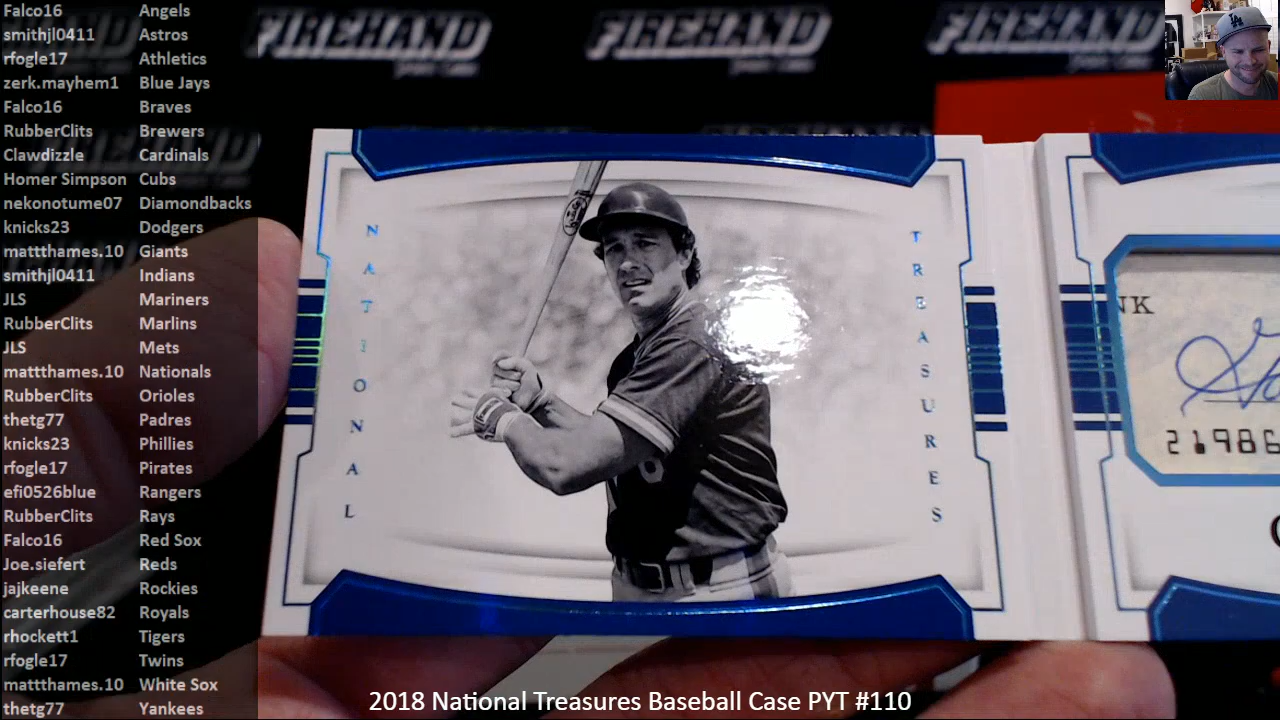 Falco16 Angels
smithjl0411 Astros
rfogle17 Athletics
zerk.mayhem1 Blue Jays
Falco16 Braves
RubberClits Brewers
Clawdizzle Cardinals
Homer Simpson Cubs
nekonotume07 Diamondbacks
knicks23 Dodgers
mattthames.10 Giants
smithjl0411 Indians
JLS Mariners
RubberClits Marlins
JLS Mets
mattthames.10 Nationals
RubberClits Orioles
thetg77 Padres
knicks23 Phillies
rfogle17 Pirates
efi0526blue Rangers
RubberClits Rays
Falco16 Red Sox
Joe.siefert Reds
jajkeene Rockies
carterhouse82 Royals
rhockett1 Tigers
rfogle17 Twins
mattthames.10 White Sox
thetg77 Yankees
FIREHAND
FIREHAND
FIREHAND
NATIONAL
TREASURES
LA
8
NK
21986
2018 National Treasures Baseball Case PYT #110